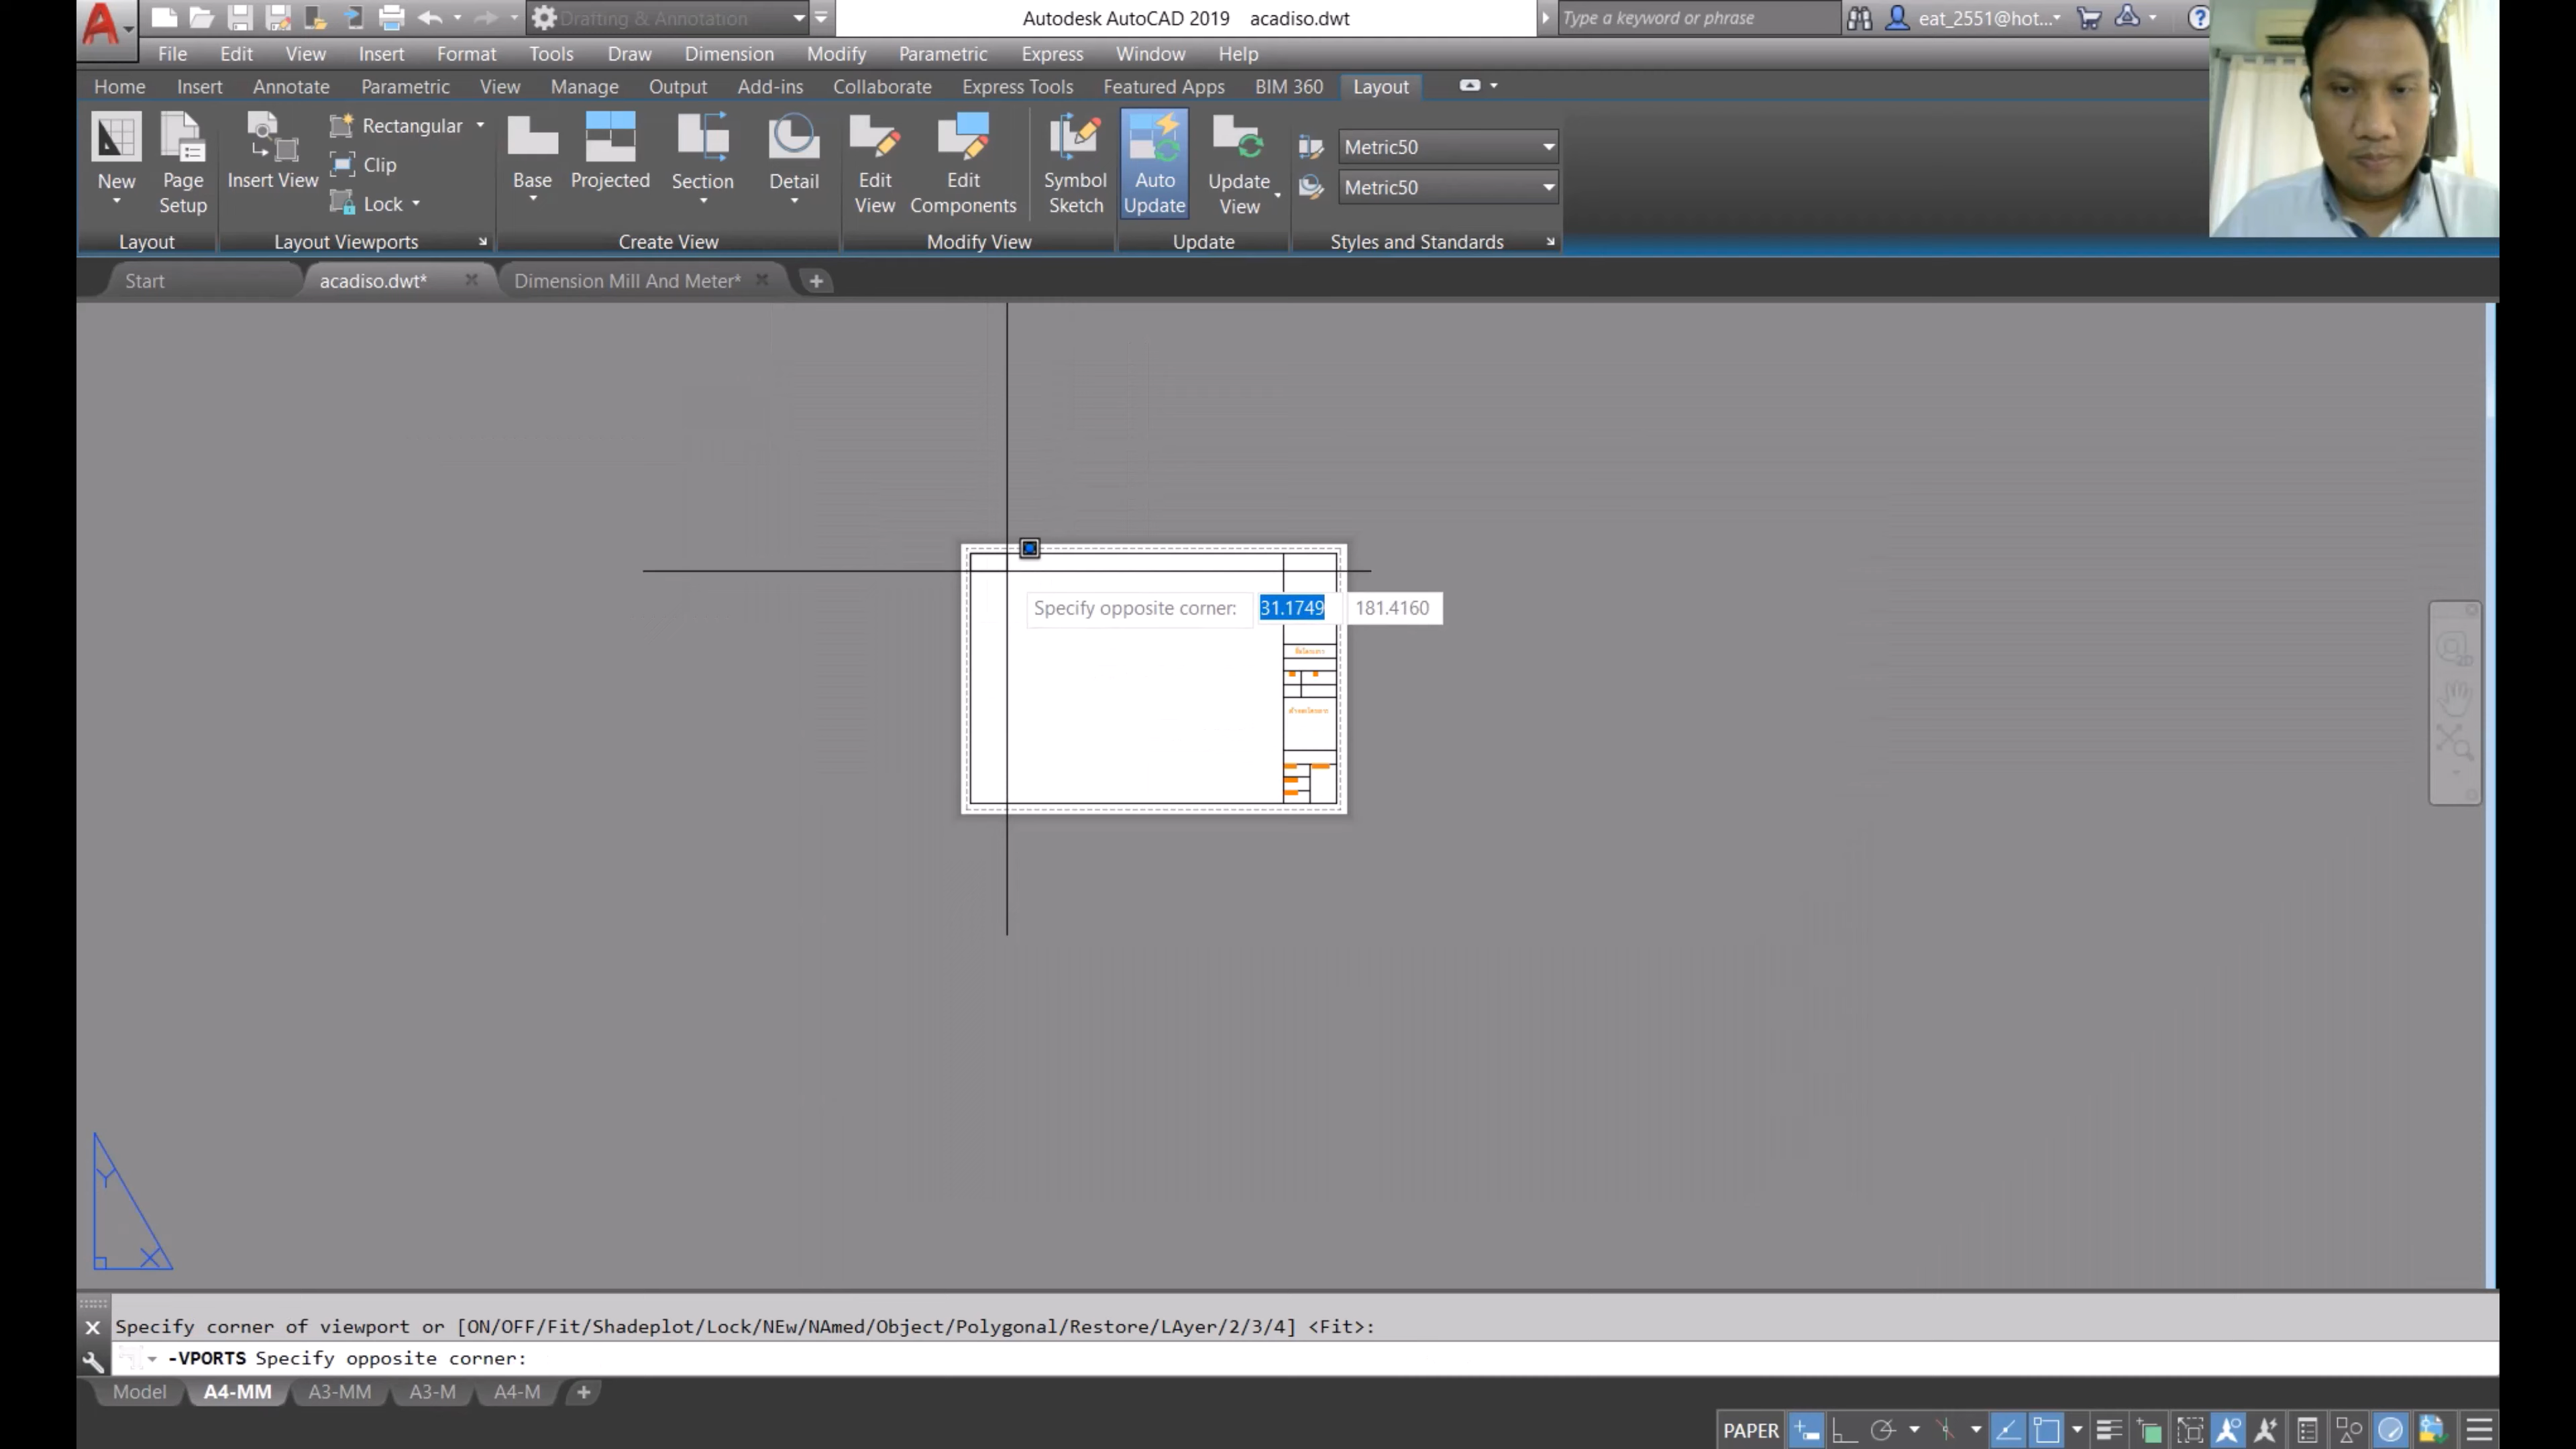 Drafting & Annotation
Autodesk AutoCAD 2019 acadiso.dwt
Type a keyword or phrase
eat_2551@hot...
File Edit View Insert Format Tools Draw Dimension Modify Parametric Express Window Help
Home Insert Annotate Parametric View Manage Output Add-ins Collaborate Express Tools Featured Apps BIM 360 Layout
New
Page Setup
Insert View
Rectangular
Clip
Lock
Base
Projected
Section
Detail
Edit View
Edit Components
Symbol Sketch
Auto Update
Update View
Metric50
Metric50
Layout Layout Viewports Create View Modify View Update Styles and Standards
Start acadiso.dwt* Dimension Mill And Meter*
Specify opposite corner: 31.1749 181.4160
Y
X
Specify corner of viewport or [ON/OFF/Fit/Shadeplot/Lock/NEw/NAmed/Object/Polygonal/Restore/LAyer/2/3/4] <Fit>:
-VPORTS Specify opposite corner:
Model A4-MM A3-MM A3-M A4-M
PAPER